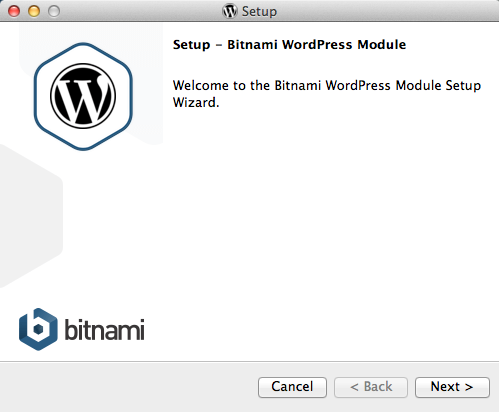 Setup
Setup - Bitnami WordPress Module
Welcome to the Bitnami WordPress Module Setup
Wizard.
W
bitnami
Cancel
< Back
Next >